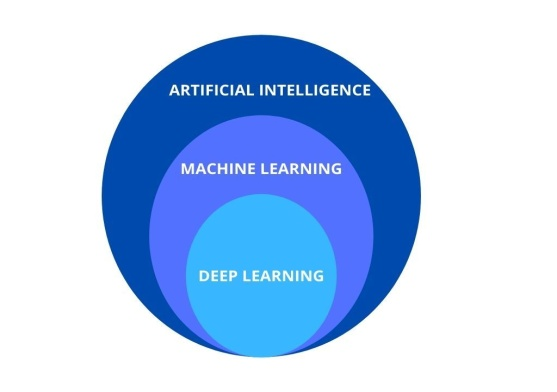 ARTIFICIAL INTELLIGENCE
MACHINE LEARNING
DEEP LEARNING